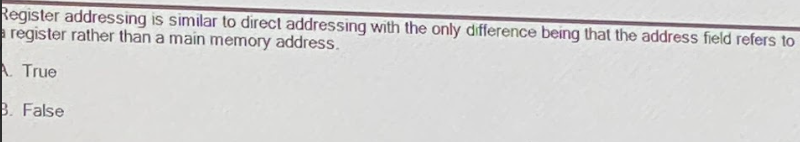 Register addressing is similar to direct addressing with the only difference being that the address field refers to
a register rather than a main memory address.
A. True
B. False